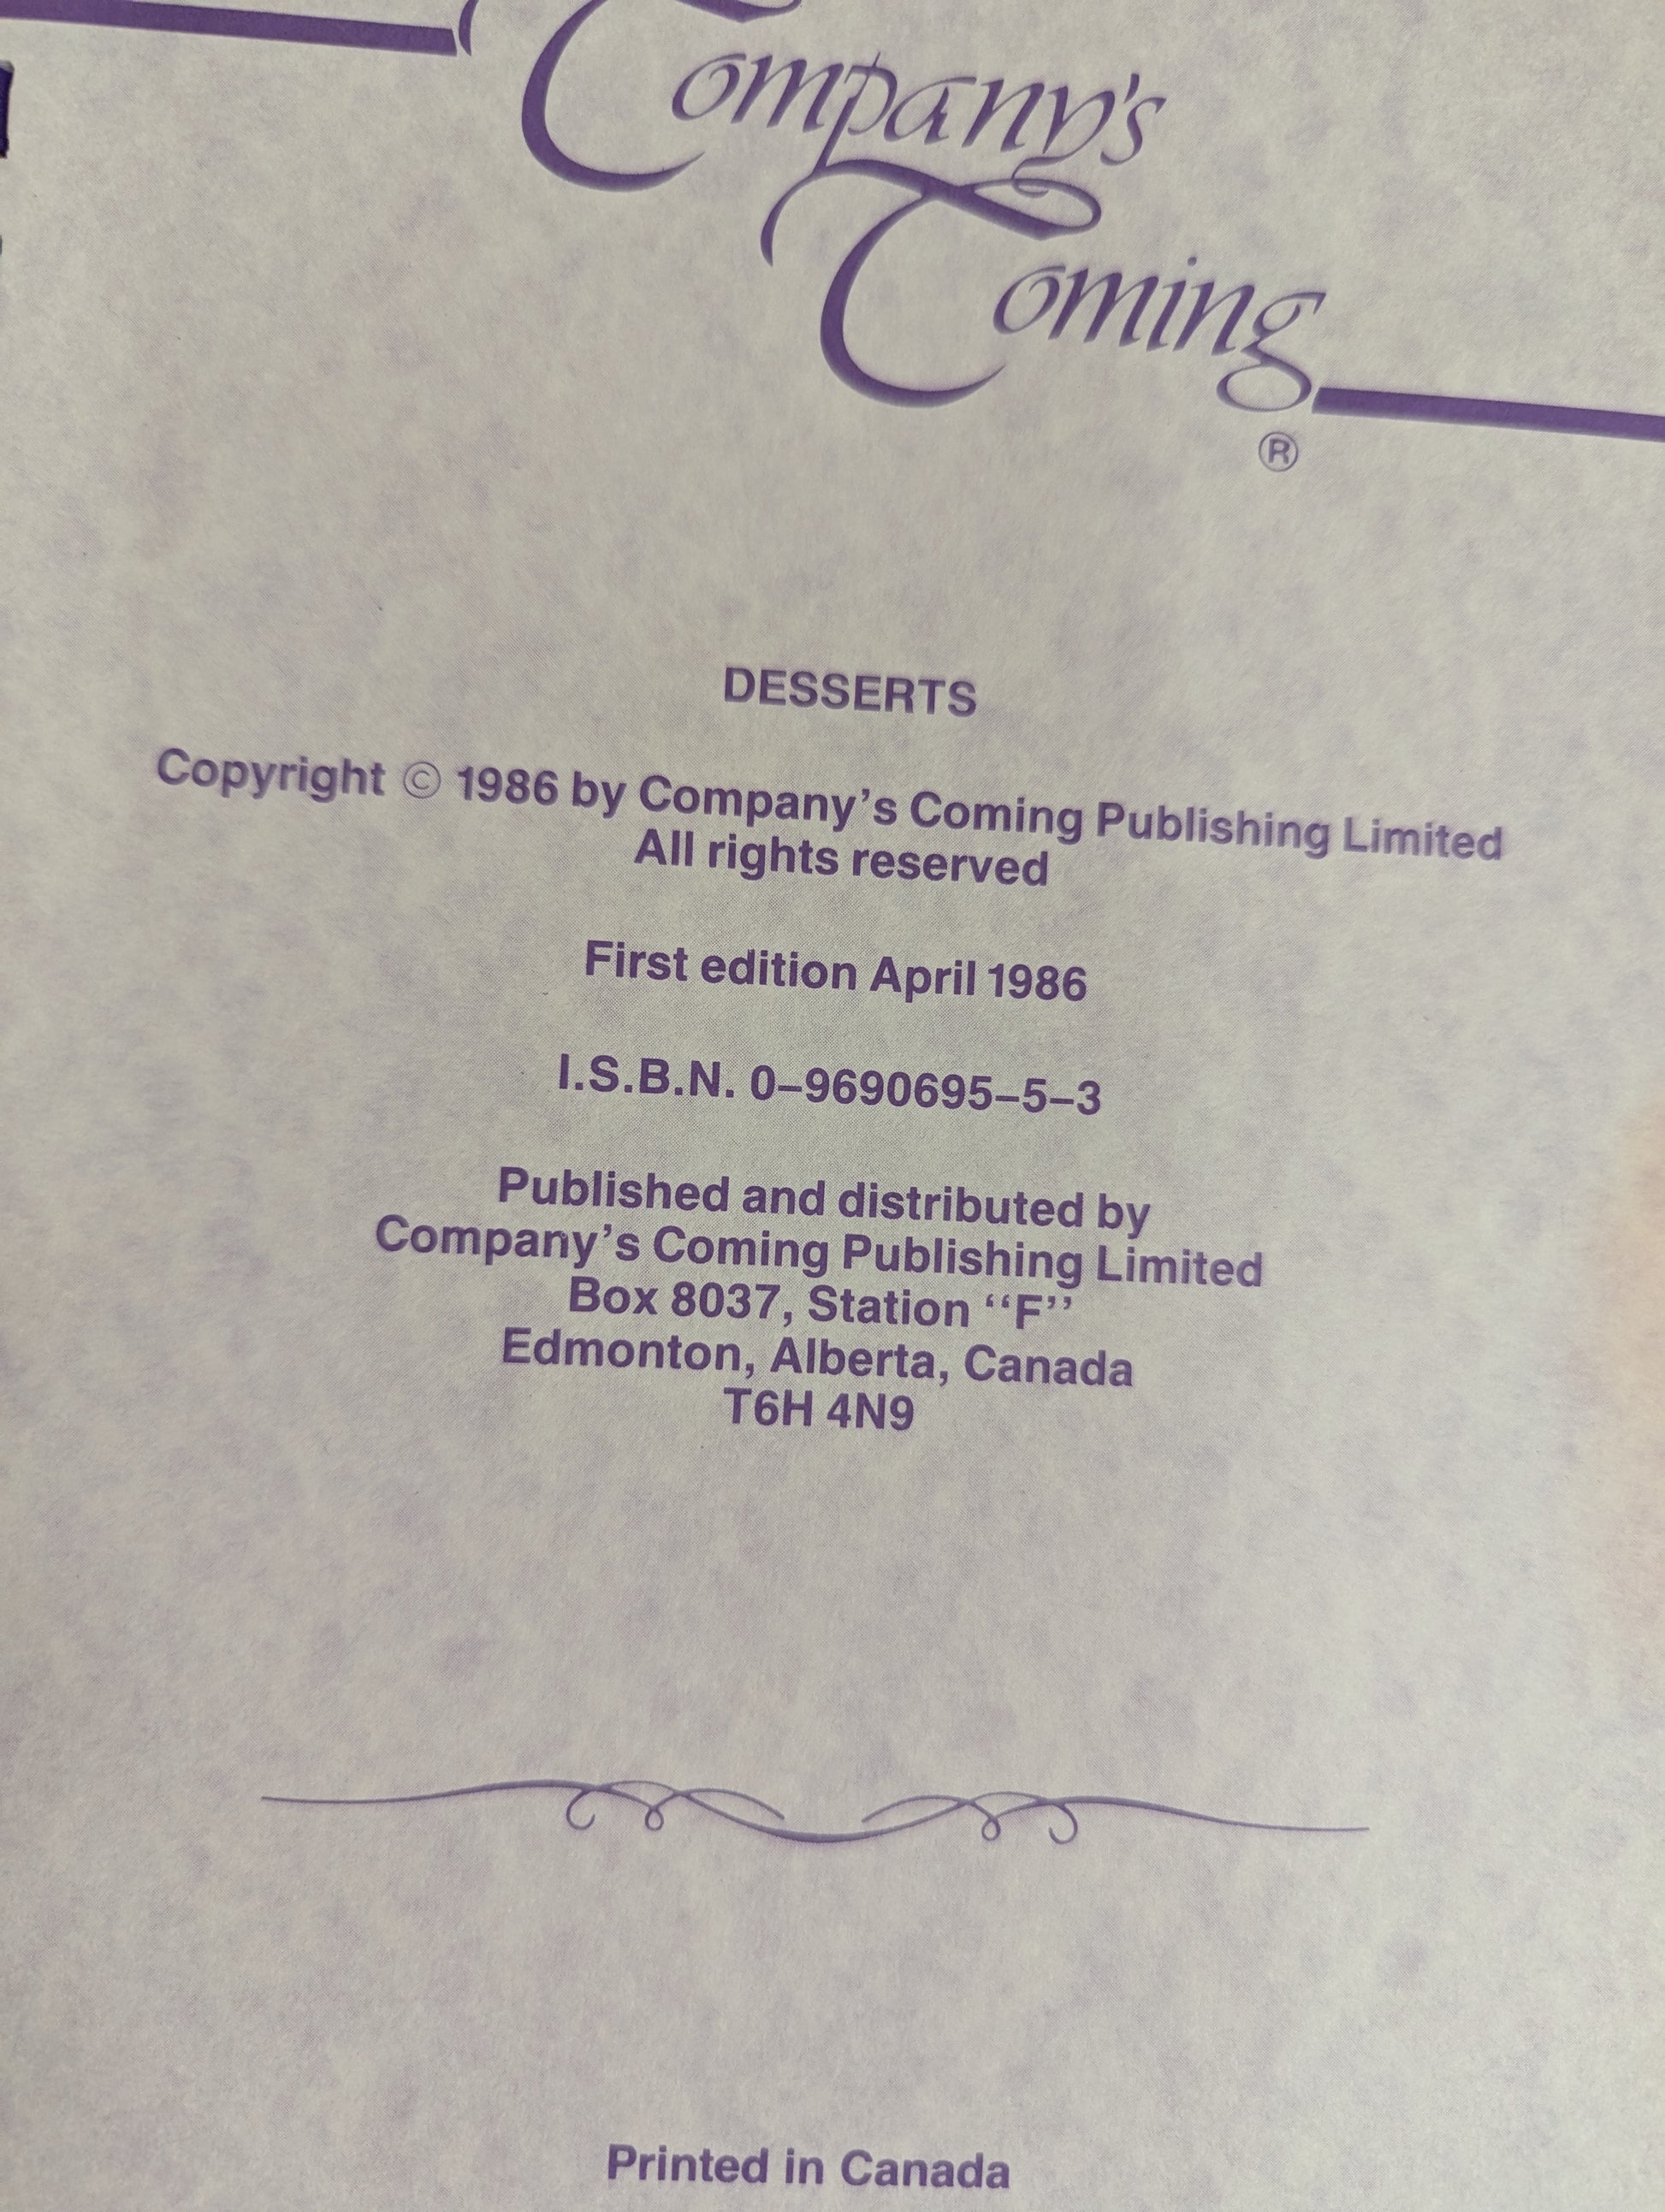 Company's
Coming
®
DESSERTS
Copyright © 1986 by Company’s Coming Publishing Limited
All rights reserved
First edition April 1986
I.S.B.N. 0–9690695–5–3
Published and distributed by
Company’s Coming Publishing Limited
Box 8037, Station ‘‘F’’
Edmonton, Alberta, Canada
T6H 4N9
Printed in Canada